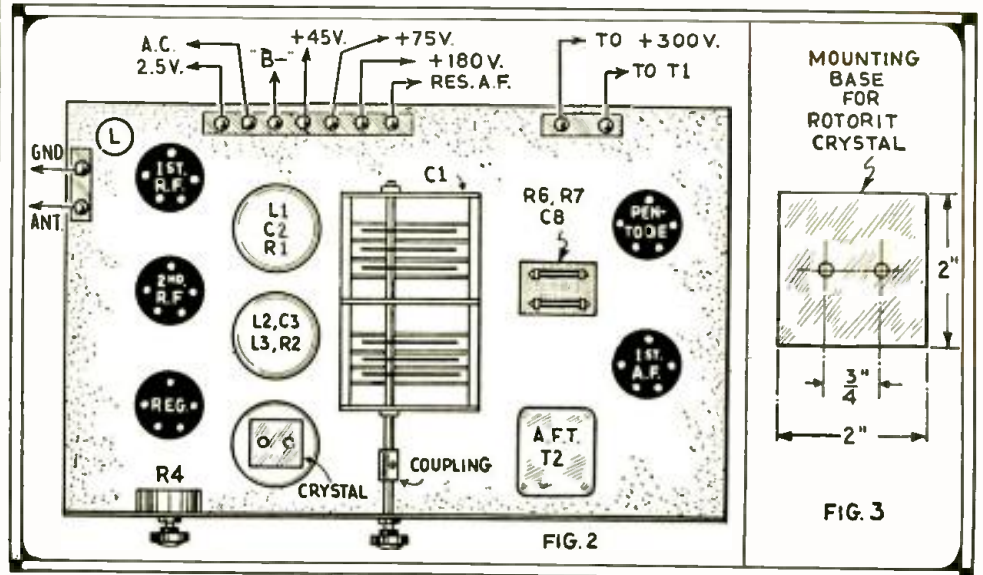 A.C.
2.5V.
"B-"
+45V.
+75V.
+180V.
RES. A.F.
TO +300V.
TO T1
L
GND
ANT.
1ST.
R.F.
L1
C2
R1
C1
R6, R7
C8
PEN-
TODE
2ND.
R.F
L2, C3
L3, R2
1ST.
A.F.
REG.
R4
CRYSTAL
COUPLING
A.F.T.
T2
FIG. 2
MOUNTING
BASE
FOR
ROTORIT
CRYSTAL
2"
3/4"
2"
FIG. 3